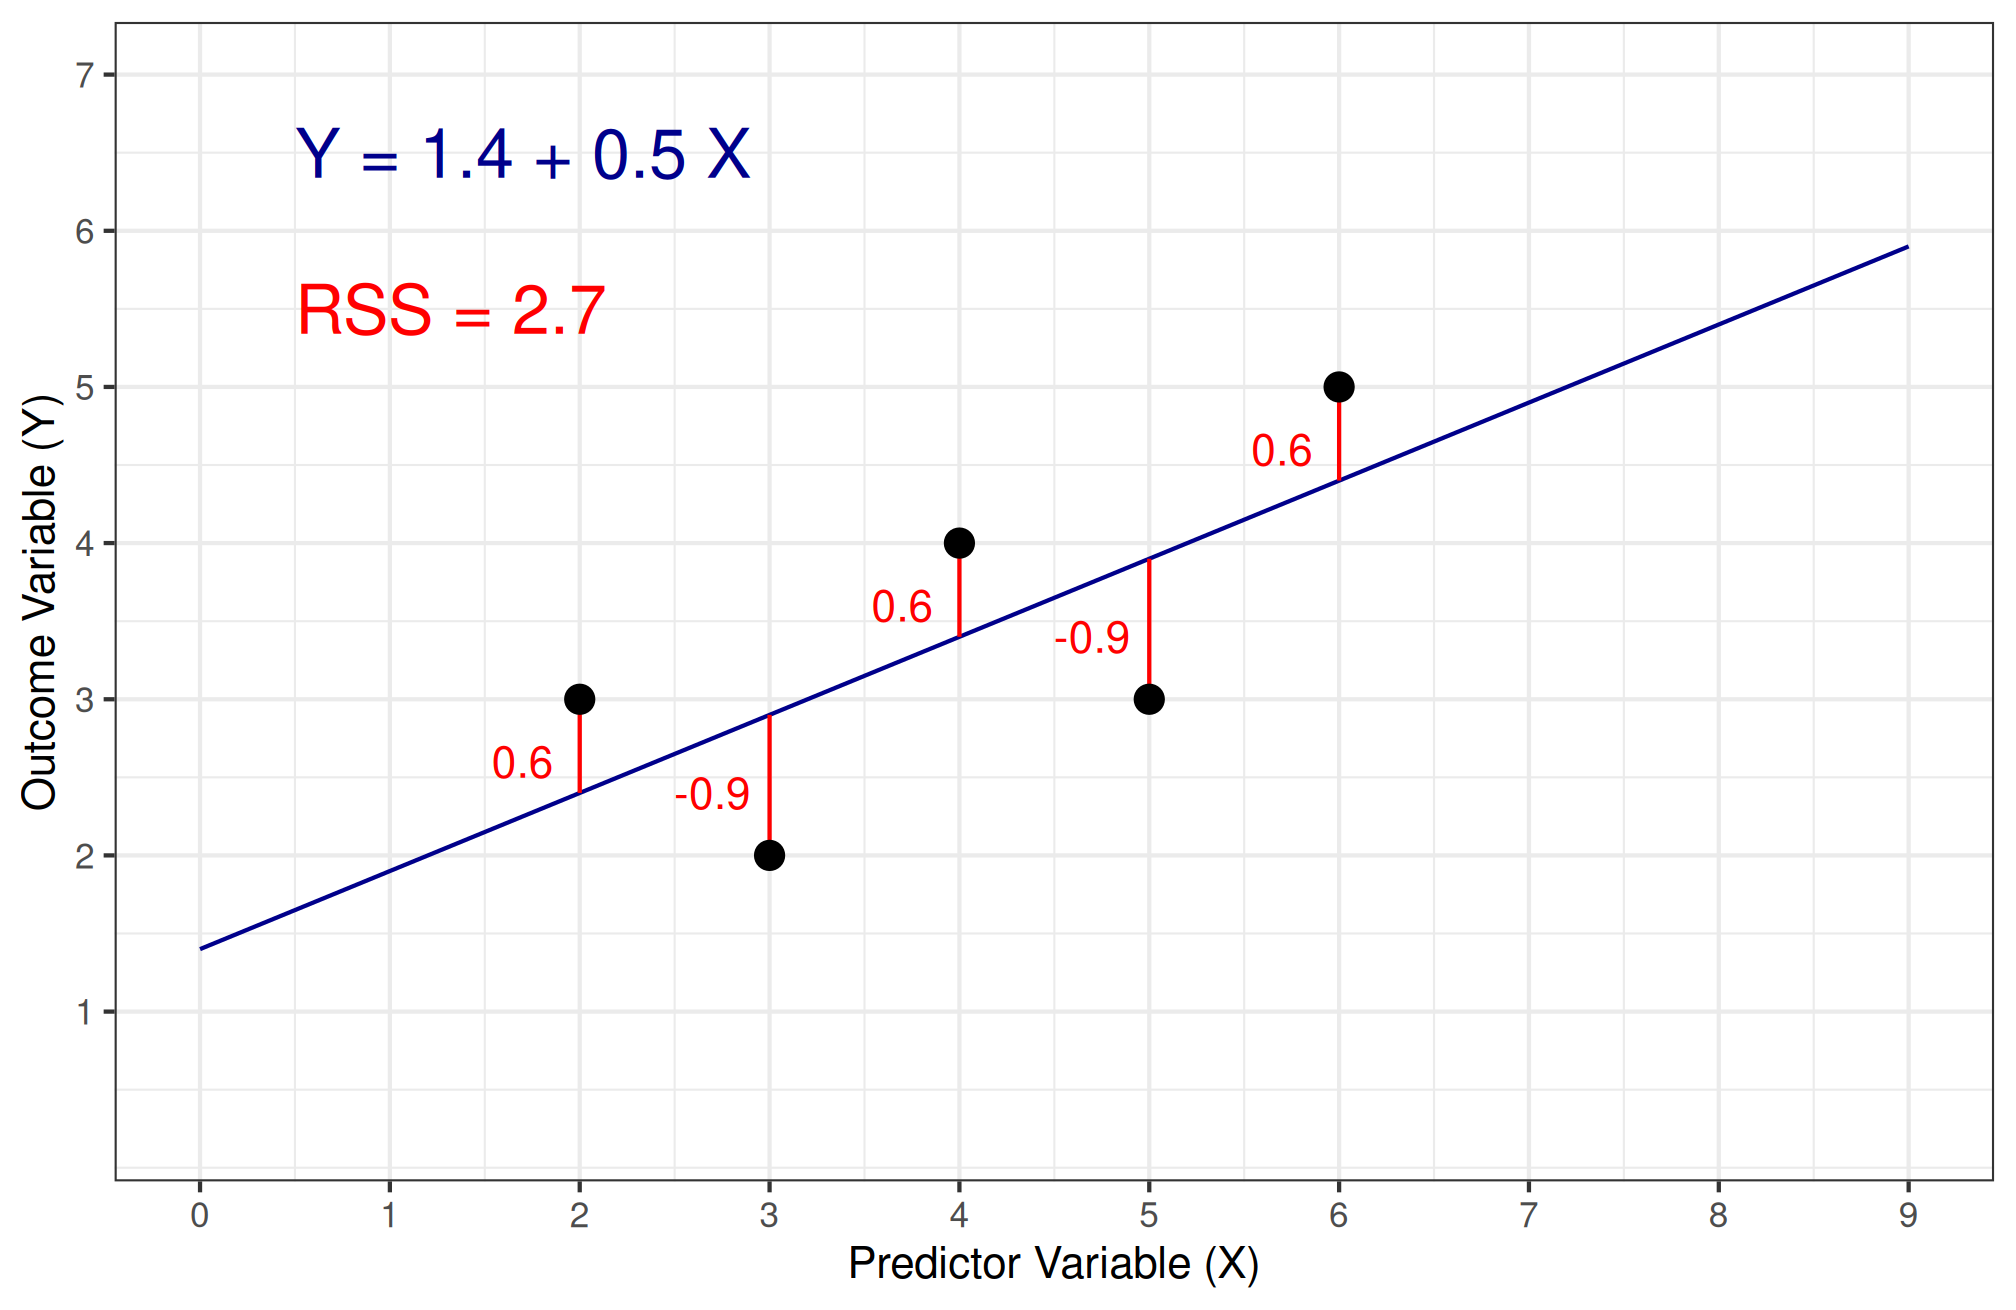 7
Y = 1.4 + 0.5 X
6
RSS = 2.7
5
0.6
4
0.6
-0.9
3
0.6
-0.9
2
1
Outcome Variable (Y)
0 1 2 3 4 5 6 7 8 9
Predictor Variable (X)